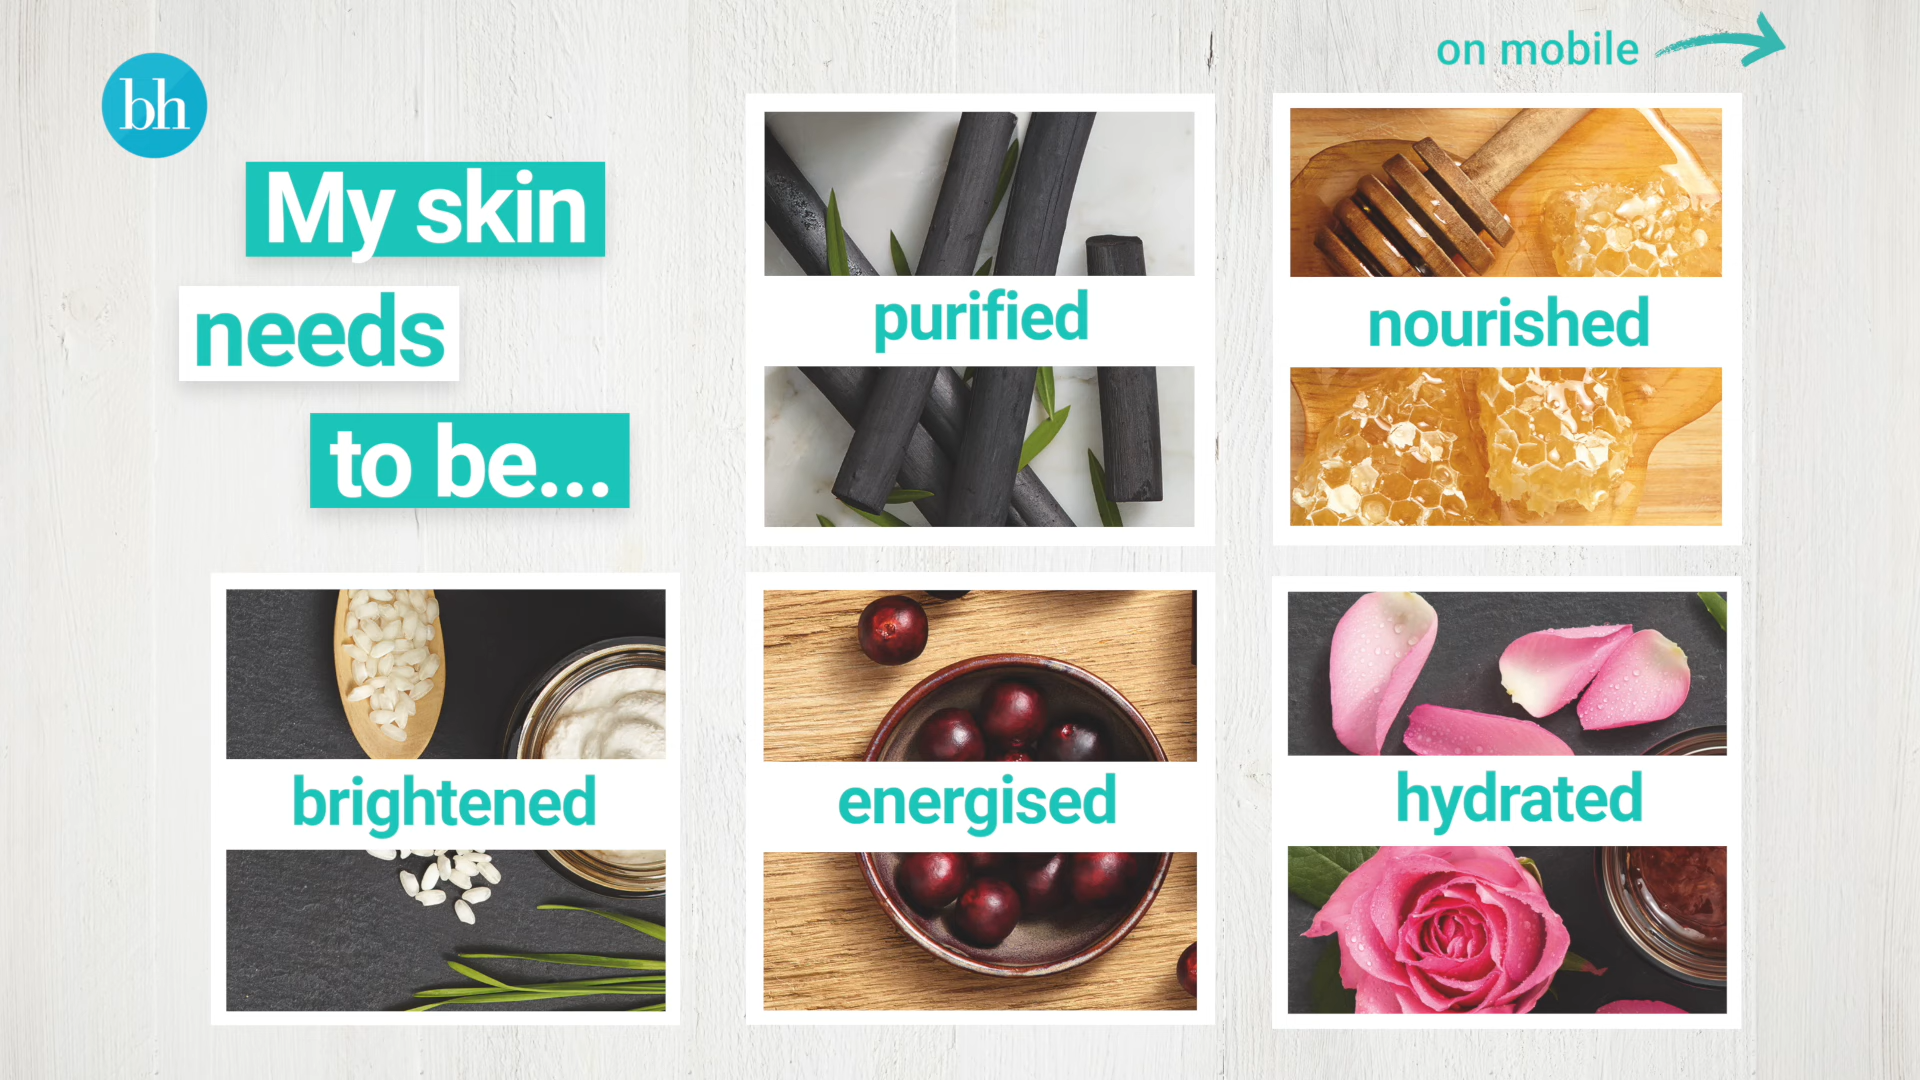 on mobile
bh
My skin
needs
to be...
purified
nourished
brightened
energised
hydrated